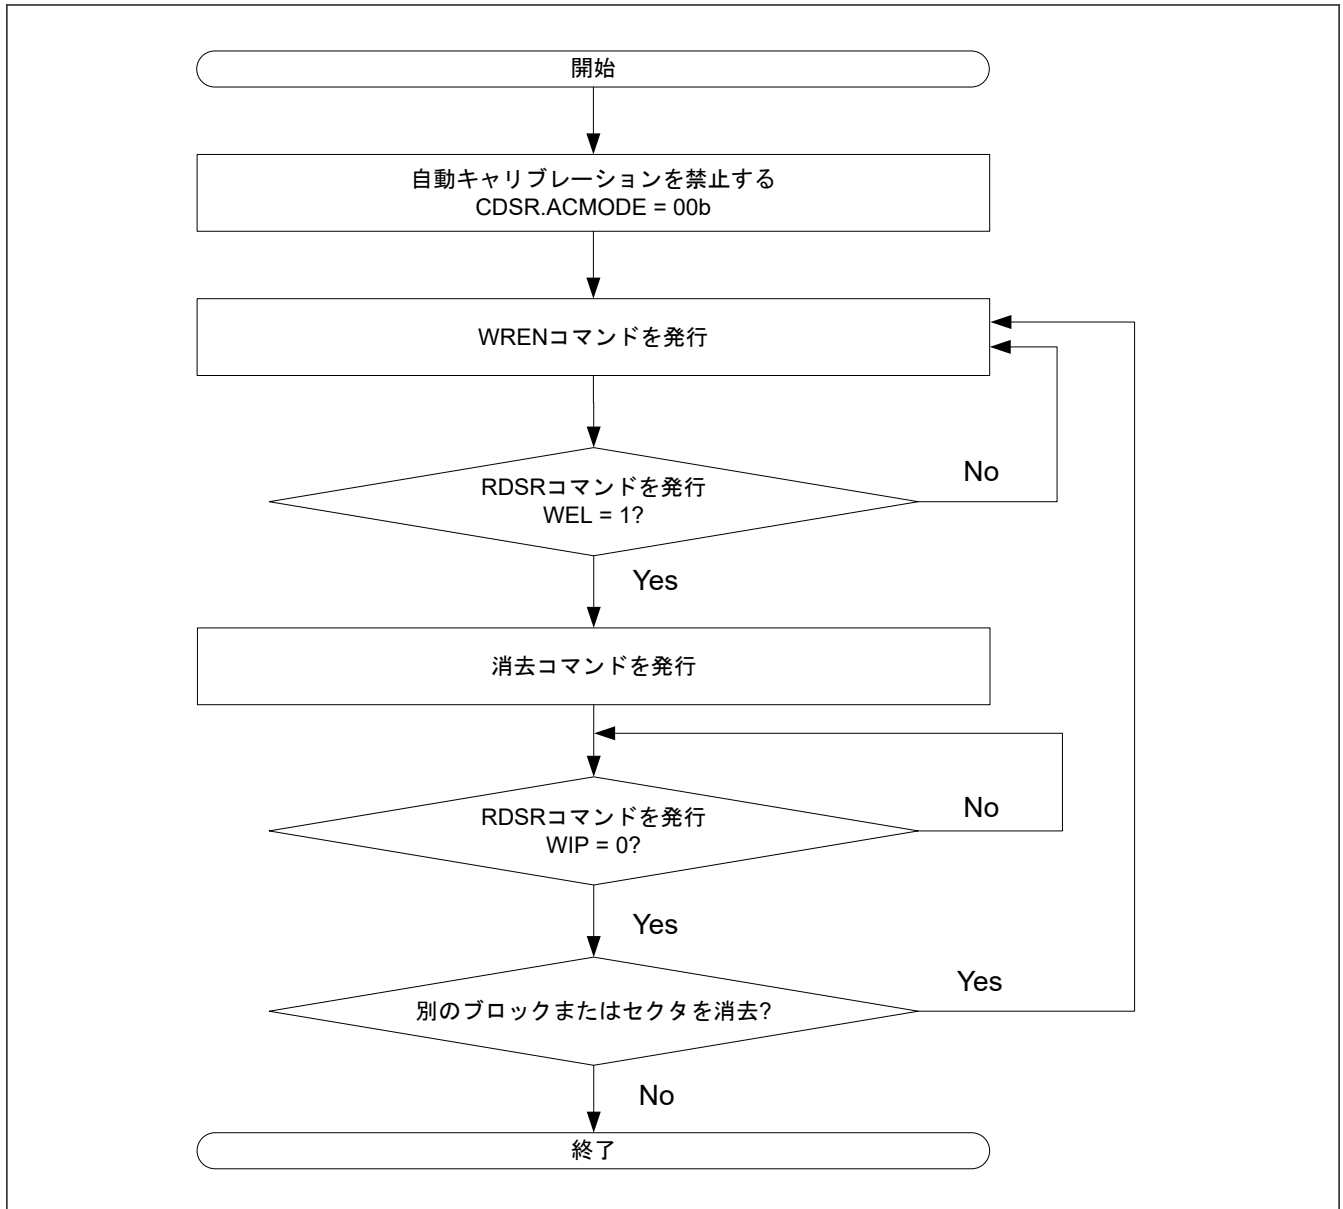 開始
自動キャリブレーションを禁止する
CDSR.ACMODE = 00b
WRENコマンドを発行
RDSRコマンドを発行
WEL = 1?
No
Yes
消去コマンドを発行
RDSRコマンドを発行
WIP = 0?
No
Yes
別のブロックまたはセクタを消去?
Yes
No
終了